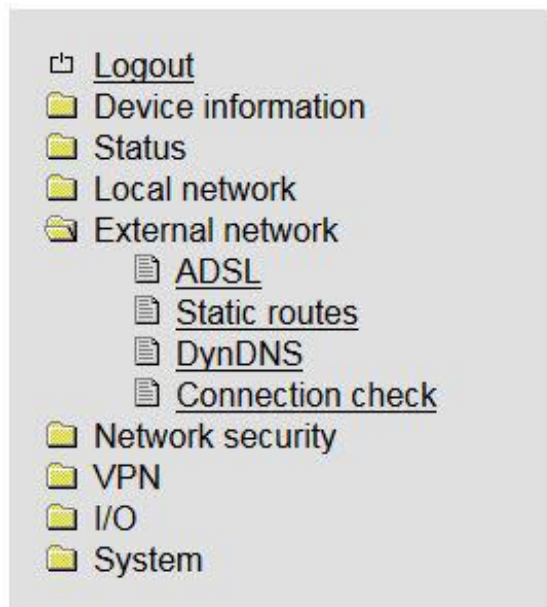 Logout
Device information
Status
Local network
External network
ADSL
Static routes
DynDNS
Connection check
Network security
VPN
I/O
System